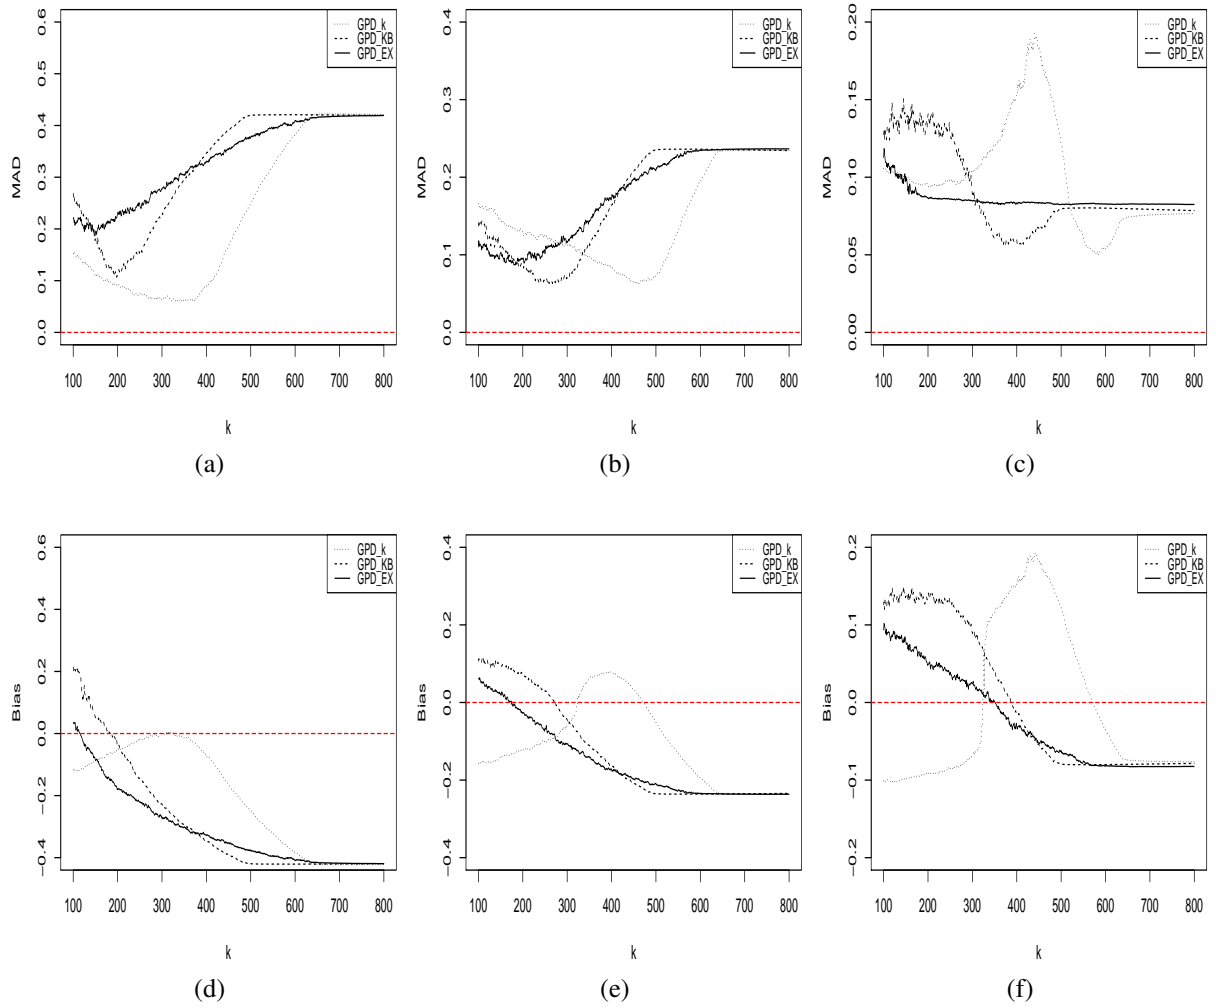 0.0 0.1 0.2 0.3 0.4 0.5 0.6
MAD
100 200 300 400 500 600 700 800
k
GPD_k
GPD_KB
GPD_EX
(a)
0.0 0.1 0.2 0.3 0.4
MAD
100 200 300 400 500 600 700 800
k
GPD_k
GPD_KB
GPD_EX
(b)
0.00 0.05 0.10 0.15 0.20
MAD
100 200 300 400 500 600 700 800
k
GPD_k
GPD_KB
GPD_EX
(c)
−0.4 −0.2 0.0 0.2 0.4 0.6
Bias
100 200 300 400 500 600 700 800
k
GPD_k
GPD_KB
GPD_EX
(d)
−0.4 −0.2 0.0 0.2 0.4
Bias
100 200 300 400 500 600 700 800
k
GPD_k
GPD_KB
GPD_EX
(e)
−0.2 −0.1 0.0 0.1 0.2
Bias
100 200 300 400 500 600 700 800
k
GPD_k
GPD_KB
GPD_EX
(f)